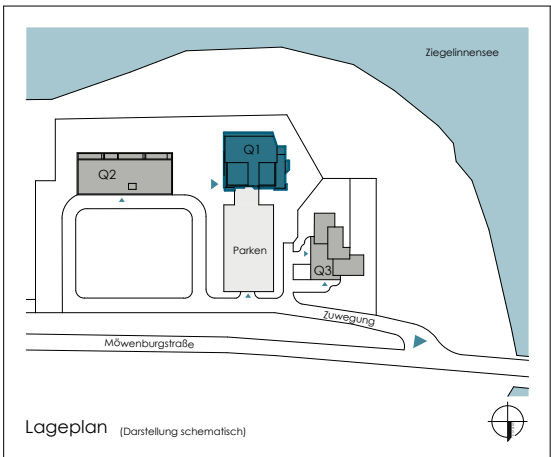 Ziegelinnensee
Q1
Q2
Parken
Q3
Zuwegung
Möwenburgstraße
Lageplan (Darstellung schematisch)